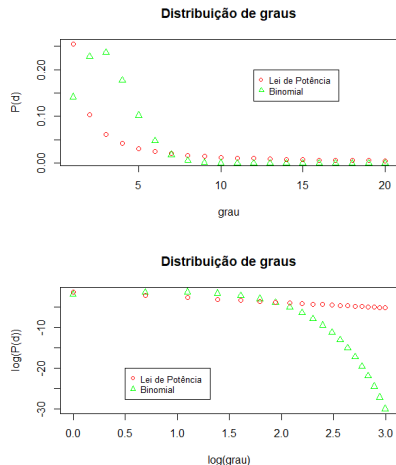 Distribuição de graus
P(d)
0.20
0.10
0.00
Lei de Potência
Binomial
5 10 15 20
grau
Distribuição de graus
log(P(d))
-10
-20
-30
Lei de Potência
Binomial
0.0 0.5 1.0 1.5 2.0 2.5 3.0
log(grau)